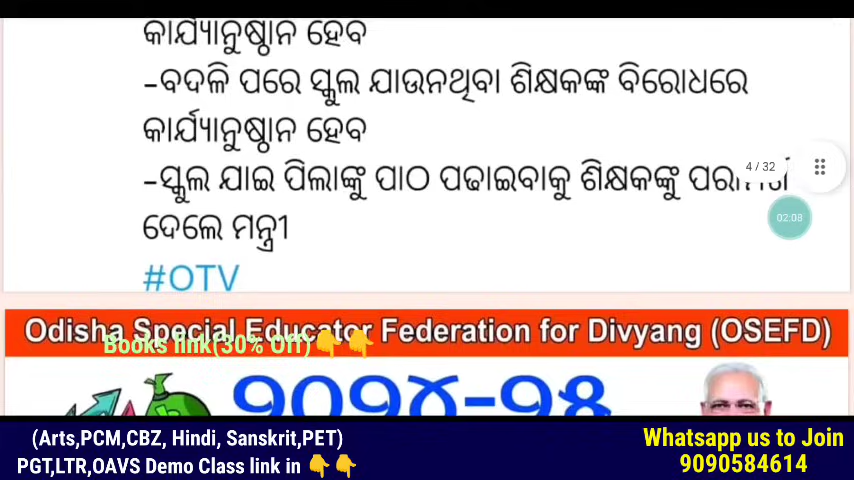 କାର୍ଯ୍ୟାନୁଷ୍ଠାନ ହେବ
-ବଦଳି ପରେ ସ୍କୁଲ ଯାଉନଥିବା ଶିକ୍ଷକଙ୍କ ବିରୋଧରେ
କାର୍ଯ୍ୟାନୁଷ୍ଠାନ ହେବ
4/32
-ସ୍କୁଲ ଯାଇ ପିଲାଙ୍କୁ ପାଠ ପଢାଇବାକୁ ଶିକ୍ଷକଙ୍କୁ
02:08
ଦେଲେ ମନ୍ତ୍ରୀ
#OTV
Odisha Special Educator Federation for Divyang (OSEFD)
Books link(30% Off)👇👇
୨୦୨୪-୨୫
(Arts,PCM,CBZ, Hindi, Sanskrit,PET)
PGT,LTR,OAVS Demo Class link in 👇👇
Whatsapp us to Join
9090584614